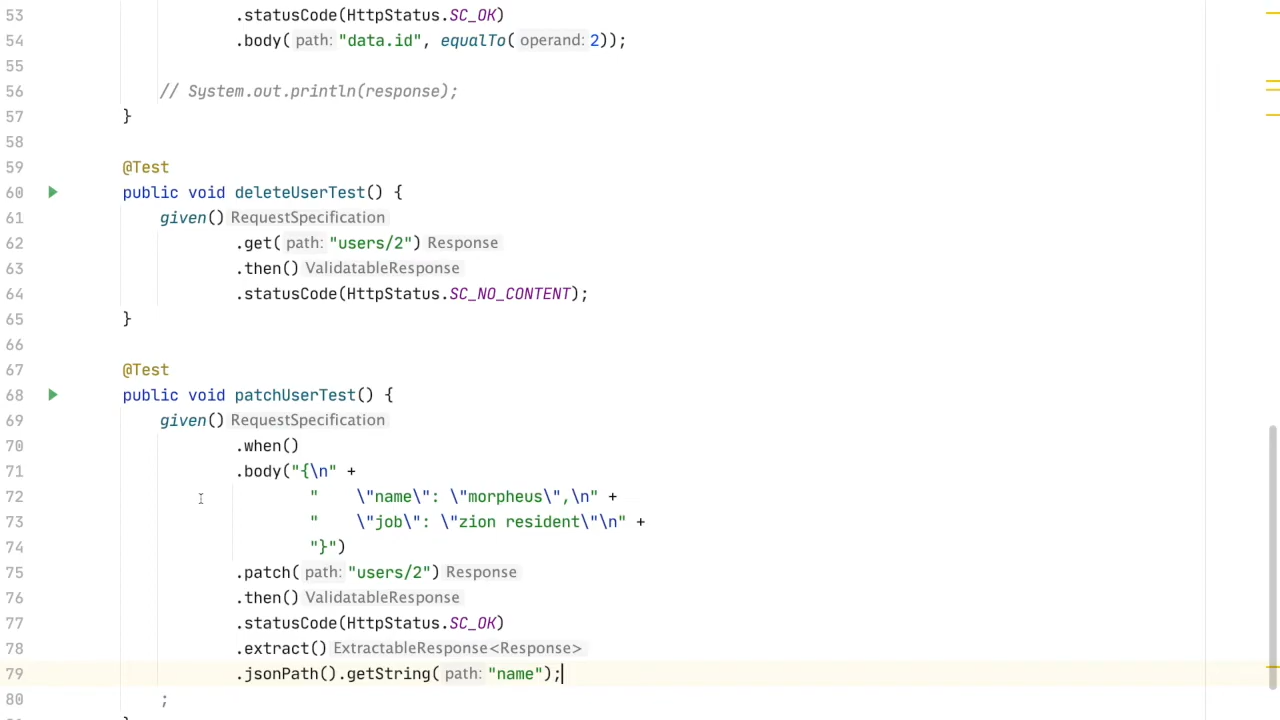 53 .statusCode(HttpStatus.SC_OK)
54 .body( path: "data.id", equalTo( operand: 2));
55
56 // System.out.println(response);
57 }
58
59 @Test
60 public void deleteUserTest() {
61 given() RequestSpecification
62 .get( path: "users/2") Response
63 .then() ValidatableResponse
64 .statusCode(HttpStatus.SC_NO_CONTENT);
65 }
66
67 @Test
68 public void patchUserTest() {
69 given() RequestSpecification
70 .when()
71 .body("{\n" +
72 "    \"name\": \"morpheus\",\n" +
73 "    \"job\": \"zion resident\"\n" +
74 "}")
75 .patch( path: "users/2") Response
76 .then() ValidatableResponse
77 .statusCode(HttpStatus.SC_OK)
78 .extract() ExtractableResponse<Response>
79 .jsonPath().getString( path: "name");
80 ;